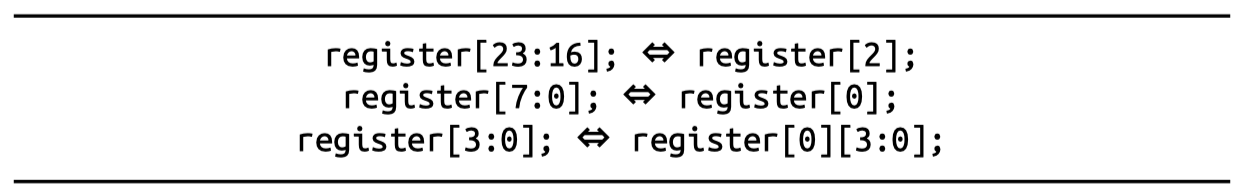 register[23:16]; ⇔ register[2];
register[7:0]; ⇔ register[0];
register[3:0]; ⇔ register[0][3:0];